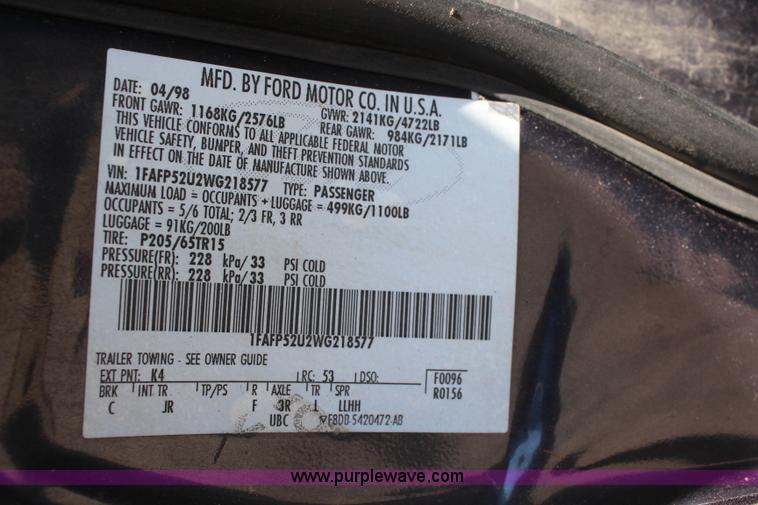 MFD. BY FORD MOTOR CO. IN U.S.A.
DATE: 04/98 GVWR: 2141KG/4722LB
FRONT GAWR: 1168KG/2576LB REAR GAWR: 984KG/2171LB
THIS VEHICLE CONFORMS TO ALL APPLICABLE FEDERAL MOTOR
VEHICLE SAFETY, BUMPER, AND THEFT PREVENTION STANDARDS
IN EFFECT ON THE DATE OF MANUFACTURE SHOWN ABOVE.
VIN: 1FAFP52U2WG218577 TYPE: PASSENGER
MAXIMUM LOAD = OCCUPANTS + LUGGAGE = 499KG/1100LB
OCCUPANTS = 5/6 TOTAL; 2/3 FR, 3 RR
LUGGAGE = 91KG/200LB
TIRE: P205/65TR15
PRESSURE(FR): 228 kPa/33 PSI COLD
PRESSURE(RR): 228 kPa/33 PSI COLD
1FAFP52U2WG218577
TRAILER TOWING - SEE OWNER GUIDE
EXT PNT: K4 RC: 53 DSO: F0096
BRK INT TR TP/PS R AXLE TR SPR R0156
C JR F 3R L LLHH
UBC F8DB-5420472-AB
www.purplewave.com